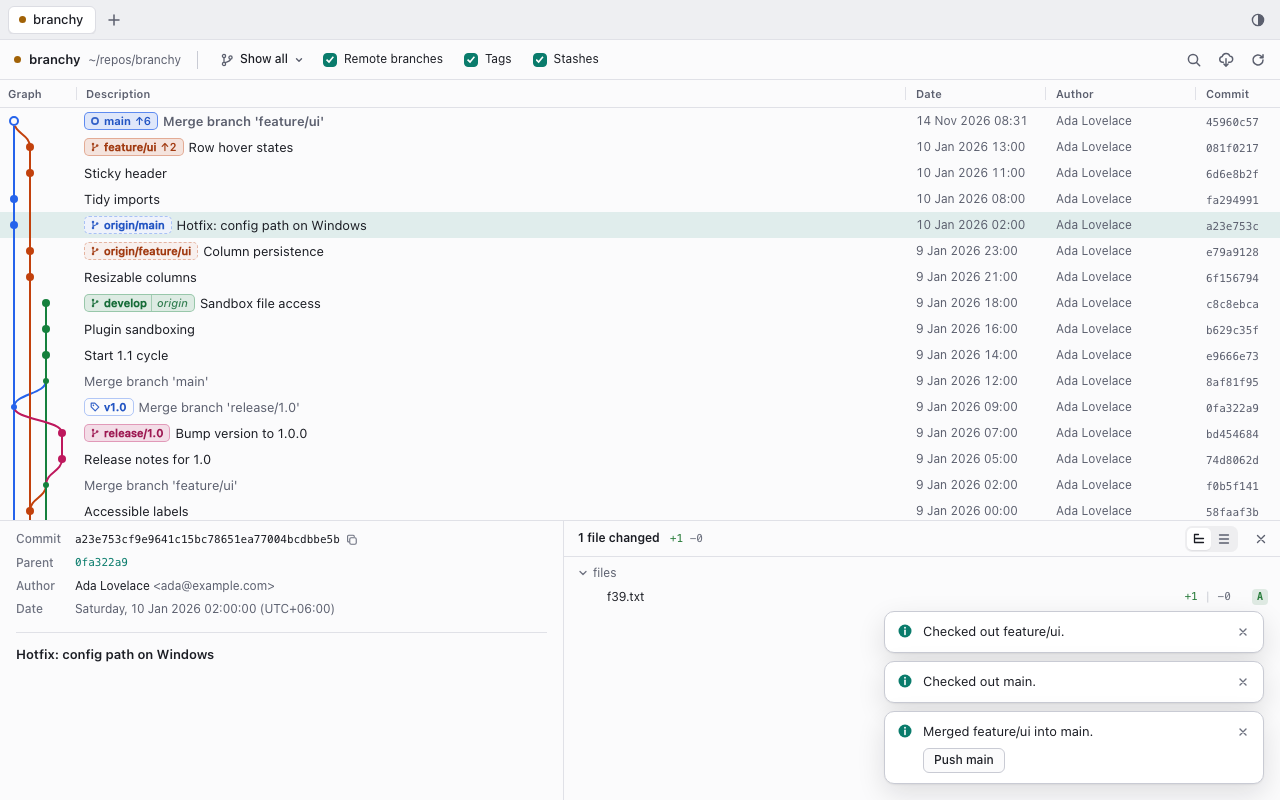 branchy
branchy ~/repos/branchy Show all Remote branches Tags Stashes
Graph Description Date Author Commit
main ↑6 Merge branch 'feature/ui' 14 Nov 2026 08:31 Ada Lovelace 45960c57
feature/ui ↑2 Row hover states 10 Jan 2026 13:00 Ada Lovelace 081f0217
Sticky header 10 Jan 2026 11:00 Ada Lovelace 6d6e8b2f
Tidy imports 10 Jan 2026 08:00 Ada Lovelace fa294991
origin/main Hotfix: config path on Windows 10 Jan 2026 02:00 Ada Lovelace a23e753c
origin/feature/ui Column persistence 9 Jan 2026 23:00 Ada Lovelace e79a9128
Resizable columns 9 Jan 2026 21:00 Ada Lovelace 6f156794
develop origin Sandbox file access 9 Jan 2026 18:00 Ada Lovelace c8c8ebca
Plugin sandboxing 9 Jan 2026 16:00 Ada Lovelace b629c35f
Start 1.1 cycle 9 Jan 2026 14:00 Ada Lovelace e9666e73
Merge branch 'main' 9 Jan 2026 12:00 Ada Lovelace 8af81f95
v1.0 Merge branch 'release/1.0' 9 Jan 2026 09:00 Ada Lovelace 0fa322a9
release/1.0 Bump version to 1.0.0 9 Jan 2026 07:00 Ada Lovelace bd454684
Release notes for 1.0 9 Jan 2026 05:00 Ada Lovelace 74d8062d
Merge branch 'feature/ui' 9 Jan 2026 02:00 Ada Lovelace f0b5f141
Accessible labels 9 Jan 2026 00:00 Ada Lovelace 58faaf3b
Commit a23e753cf9e9641c15bc78651ea77004bcdbbe5b
Parent 0fa322a9
Author Ada Lovelace <ada@example.com>
Date Saturday, 10 Jan 2026 02:00:00 (UTC+06:00)
Hotfix: config path on Windows
1 file changed +1 −0
files
f39.txt +1 | −0 A
Checked out feature/ui.
Checked out main.
Merged feature/ui into main.
Push main